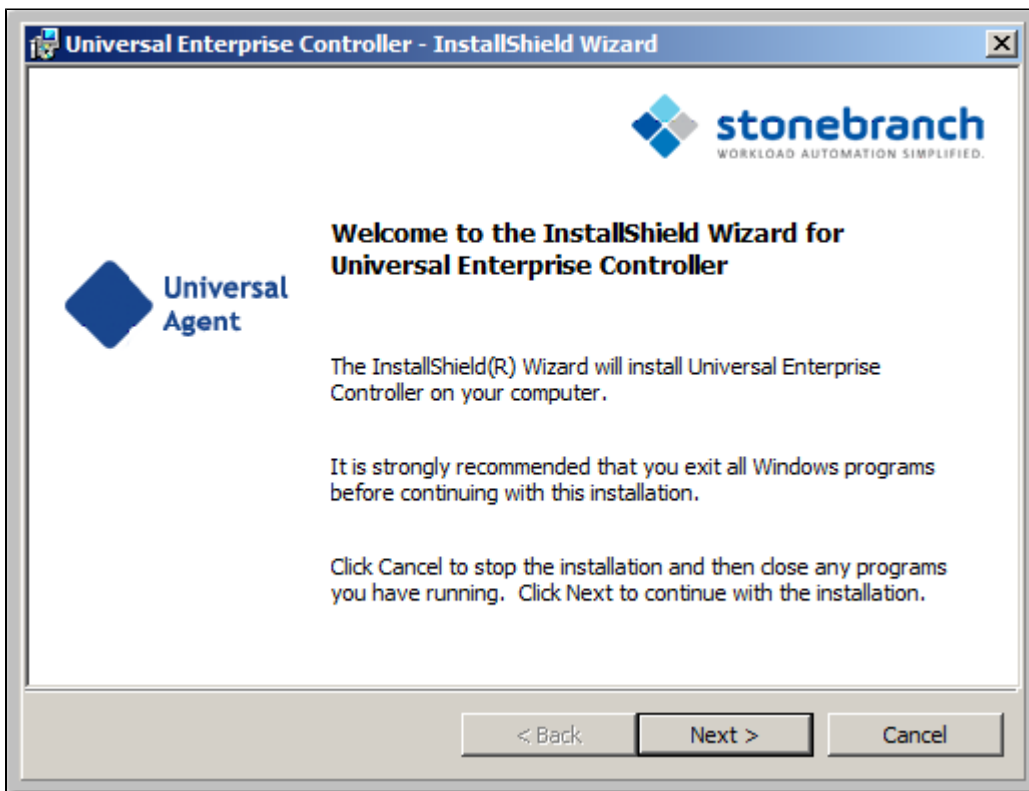 Universal Enterprise Controller - InstallShield Wizard
stonebranch
WORKLOAD AUTOMATION SIMPLIFIED.
Welcome to the InstallShield Wizard for
Universal Enterprise Controller
Universal
Agent
The InstallShield(R) Wizard will install Universal Enterprise
Controller on your computer.
It is strongly recommended that you exit all Windows programs
before continuing with this installation.
Click Cancel to stop the installation and then close any programs
you have running.  Click Next to continue with the installation.
< Back
Next >
Cancel